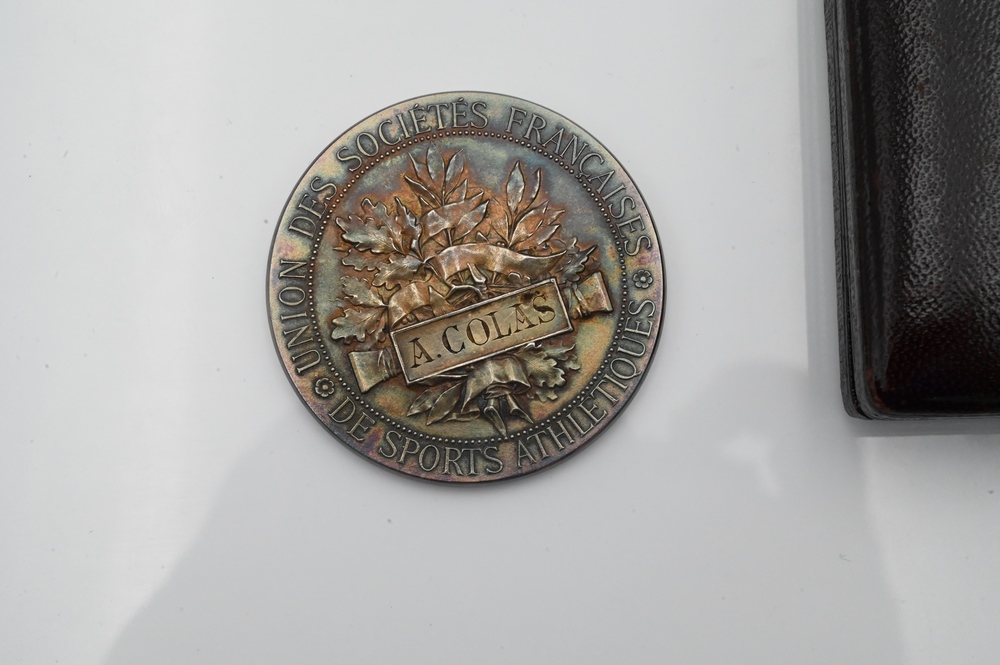 UNION DES SOCIÉTÉS FRANÇAISES
DE SPORTS ATHLÉTIQUES
A. COLAS